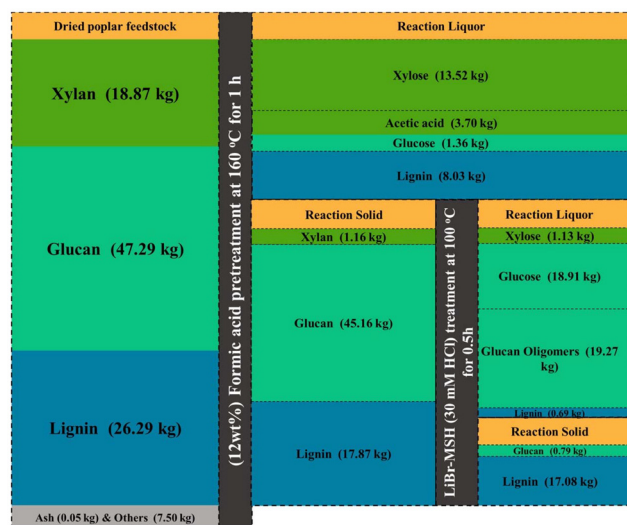 Dried poplar feedstock
Xylan (18.87 kg)
Glucan (47.29 kg)
Lignin (26.29 kg)
Ash (0.05 kg) & Others (7.50 kg)
(12wt%) Formic acid pretreatment at 160 °C for 1 h
Reaction Liquor
Xylose (13.52 kg)
Acetic acid (3.70 kg)
Glucose (1.36 kg)
Lignin (8.03 kg)
Reaction Solid
Xylan (1.16 kg)
Glucan (45.16 kg)
Lignin (17.87 kg)
LiBr-MSH (30 mM HCl) treatment at 100 °C
for 0.5h
Reaction Liquor
Xylose (1.13 kg)
Glucose (18.91 kg)
Glucan Oligomers (19.27
kg)
Lignin (0.69 kg)
Reaction Solid
Glucan (0.79 kg)
Lignin (17.08 kg)